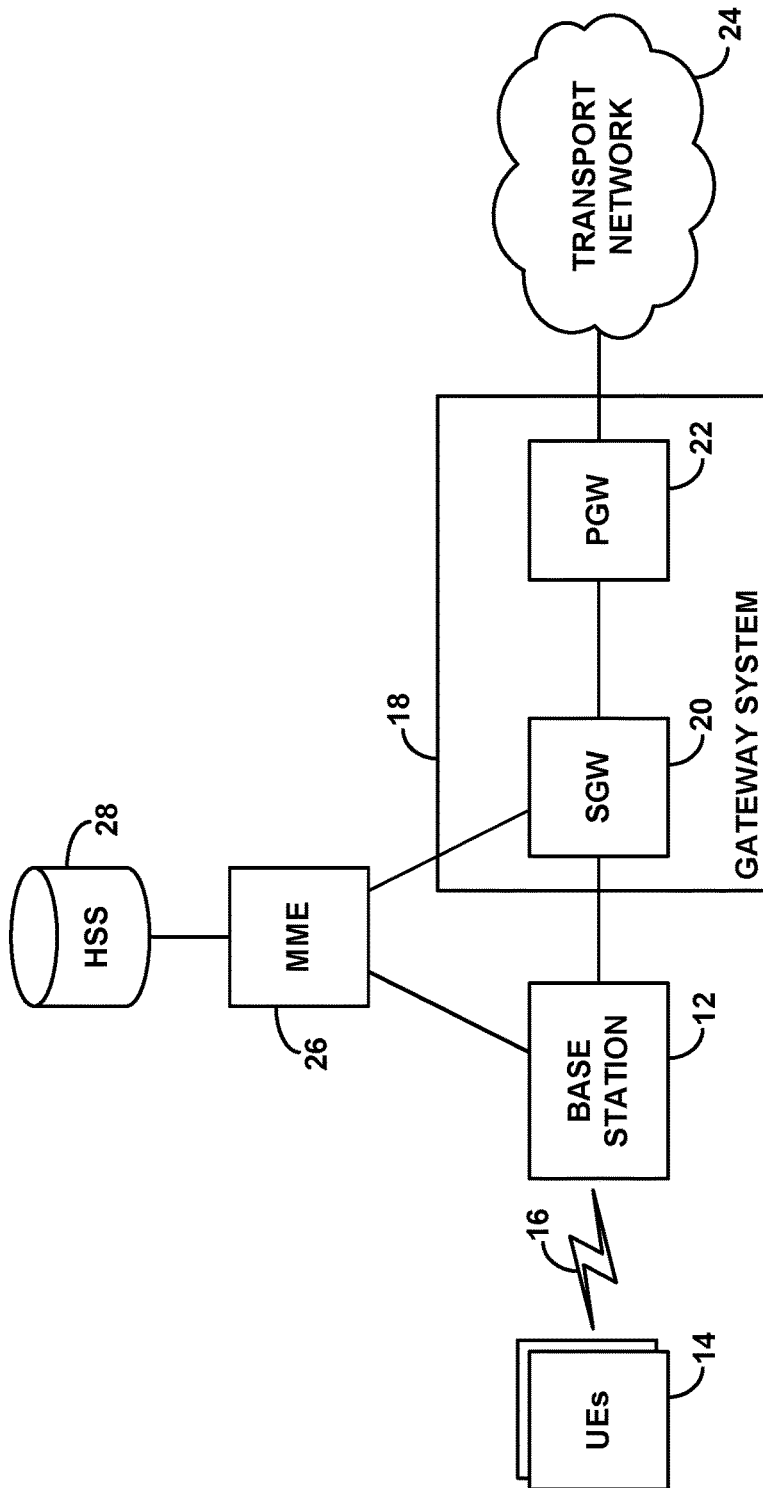 28
HSS
MME
26
18
TRANSPORT
NETWORK
24
16
UEs
14
BASE
STATION
12
SGW
20
PGW
22
GATEWAY SYSTEM